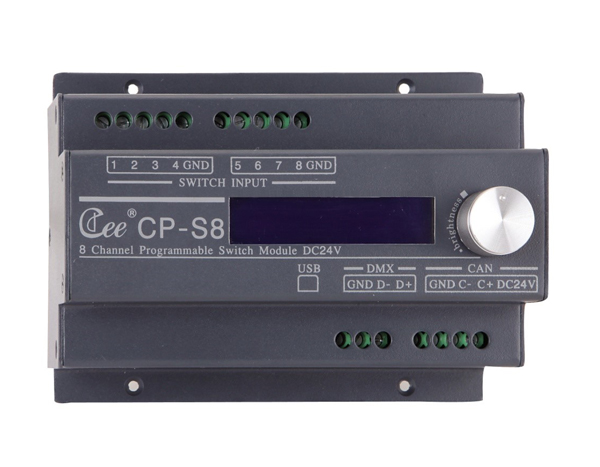 1 2 3 4 GND 5 6 7 8 GND
SWITCH INPUT
Cee® CP-S8
8 Channel Programmable Switch Module DC24V
brightness
USB DMX CAN
GND D- D+ GND C- C+ DC24V